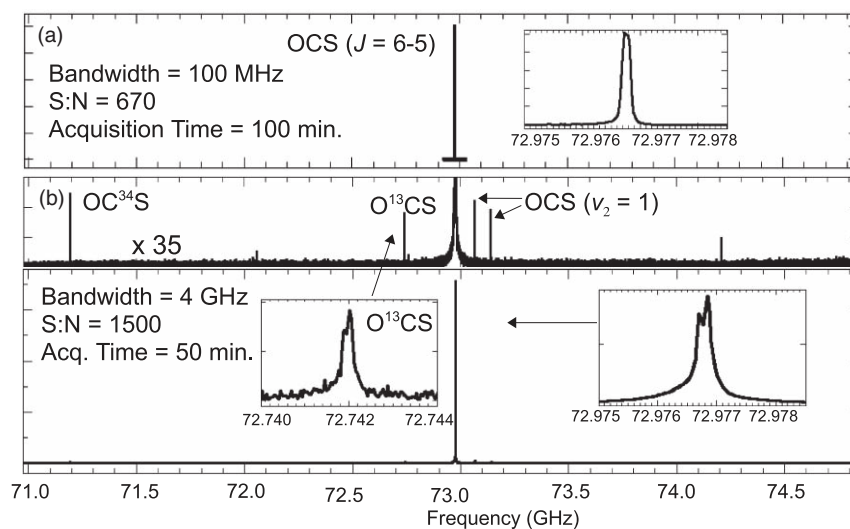 (a)
OCS (J = 6-5)
Bandwidth = 100 MHz
S:N = 670
Acquisition Time = 100 min.
72.975 72.976 72.977 72.978
(b)
OC³⁴S
O¹³CS
OCS (v₂ = 1)
x 35
Bandwidth = 4 GHz
S:N = 1500
Acq. Time = 50 min.
O¹³CS
72.740 72.742 72.744
72.975 72.976 72.977 72.978
71.0 71.5 72.0 72.5 73.0 73.5 74.0 74.5
Frequency (GHz)